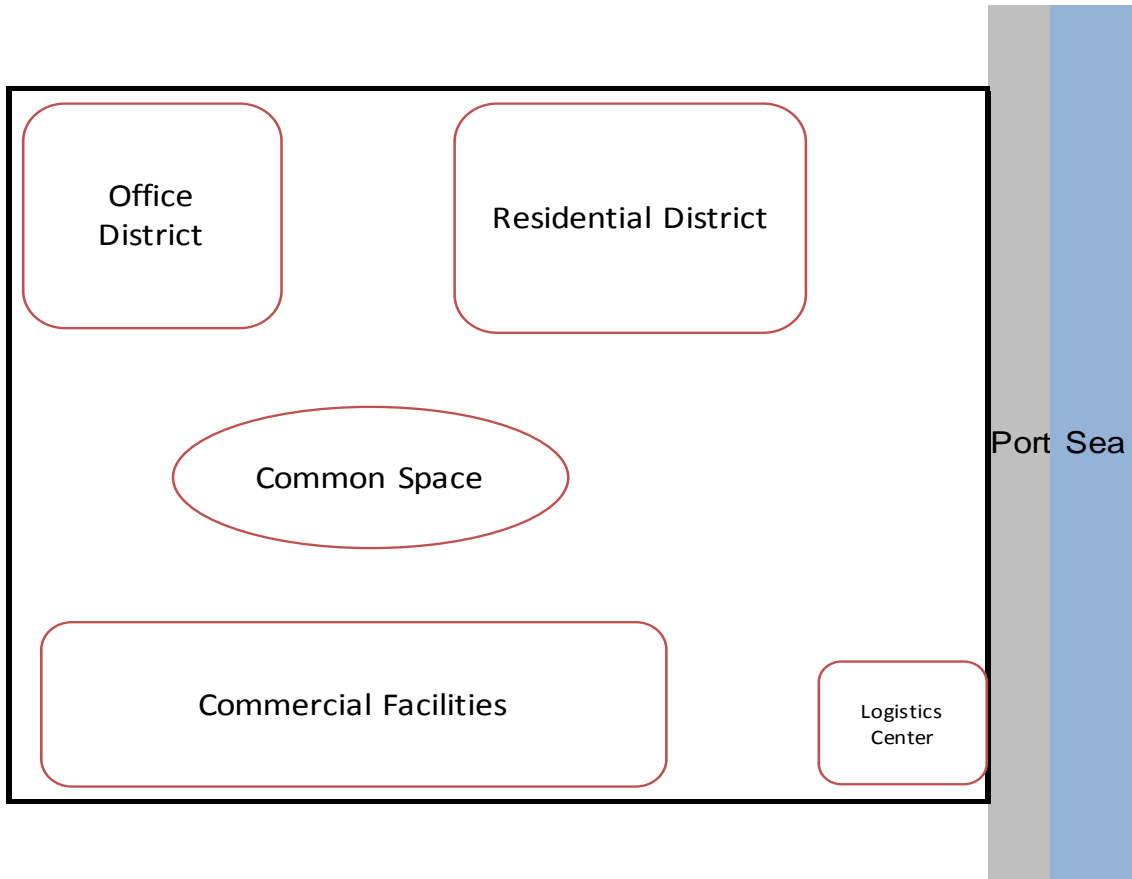 Office
District
Residential District
Common Space
Port
Sea
Commercial Facilities
Logistics
Center